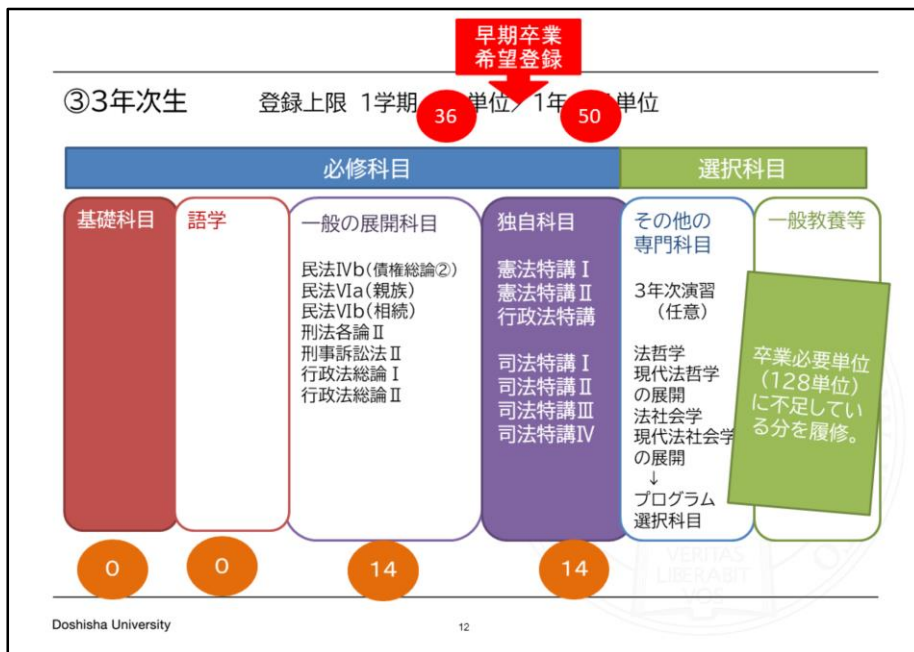 早期卒業
希望登録
③3年次生
登録上限 1学期 36 単位／1年 50 単位
必修科目
選択科目
基礎科目
語学
一般の展開科目
民法Ⅳb(債権総論②)
民法Ⅵa(親族)
民法Ⅵb(相続)
刑法各論Ⅱ
刑事訴訟法Ⅱ
行政法総論Ⅰ
行政法総論Ⅱ
独自科目
憲法特講Ⅰ
憲法特講Ⅱ
行政法特講
司法特講Ⅰ
司法特講Ⅱ
司法特講Ⅲ
司法特講Ⅳ
その他の
専門科目
3年次演習
(任意)
法哲学
現代法哲学
の展開
法社会学
現代法社会学
の展開
↓
プログラム
選択科目
一般教養等
卒業必要単位
(128単位)
に不足してい
る分を履修。
0
0
14
14
VERITAS
LIBERABIT
VOS
Doshisha University
12